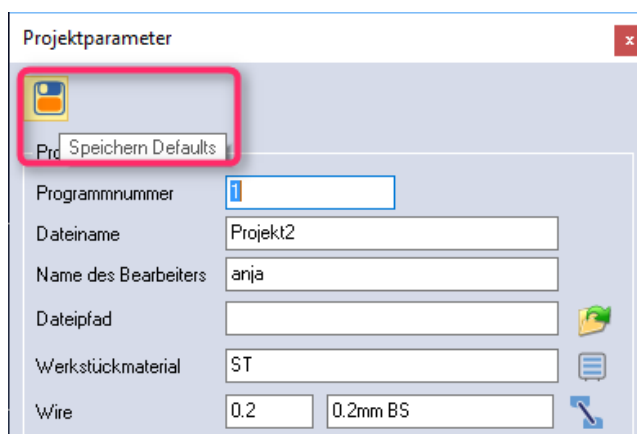 Projektparameter
x
Speichern Defaults
Programmnummer 1
Dateiname Projekt2
Name des Bearbeiters anja
Dateipfad
Werkstückmaterial ST
Wire 0.2 0.2mm BS